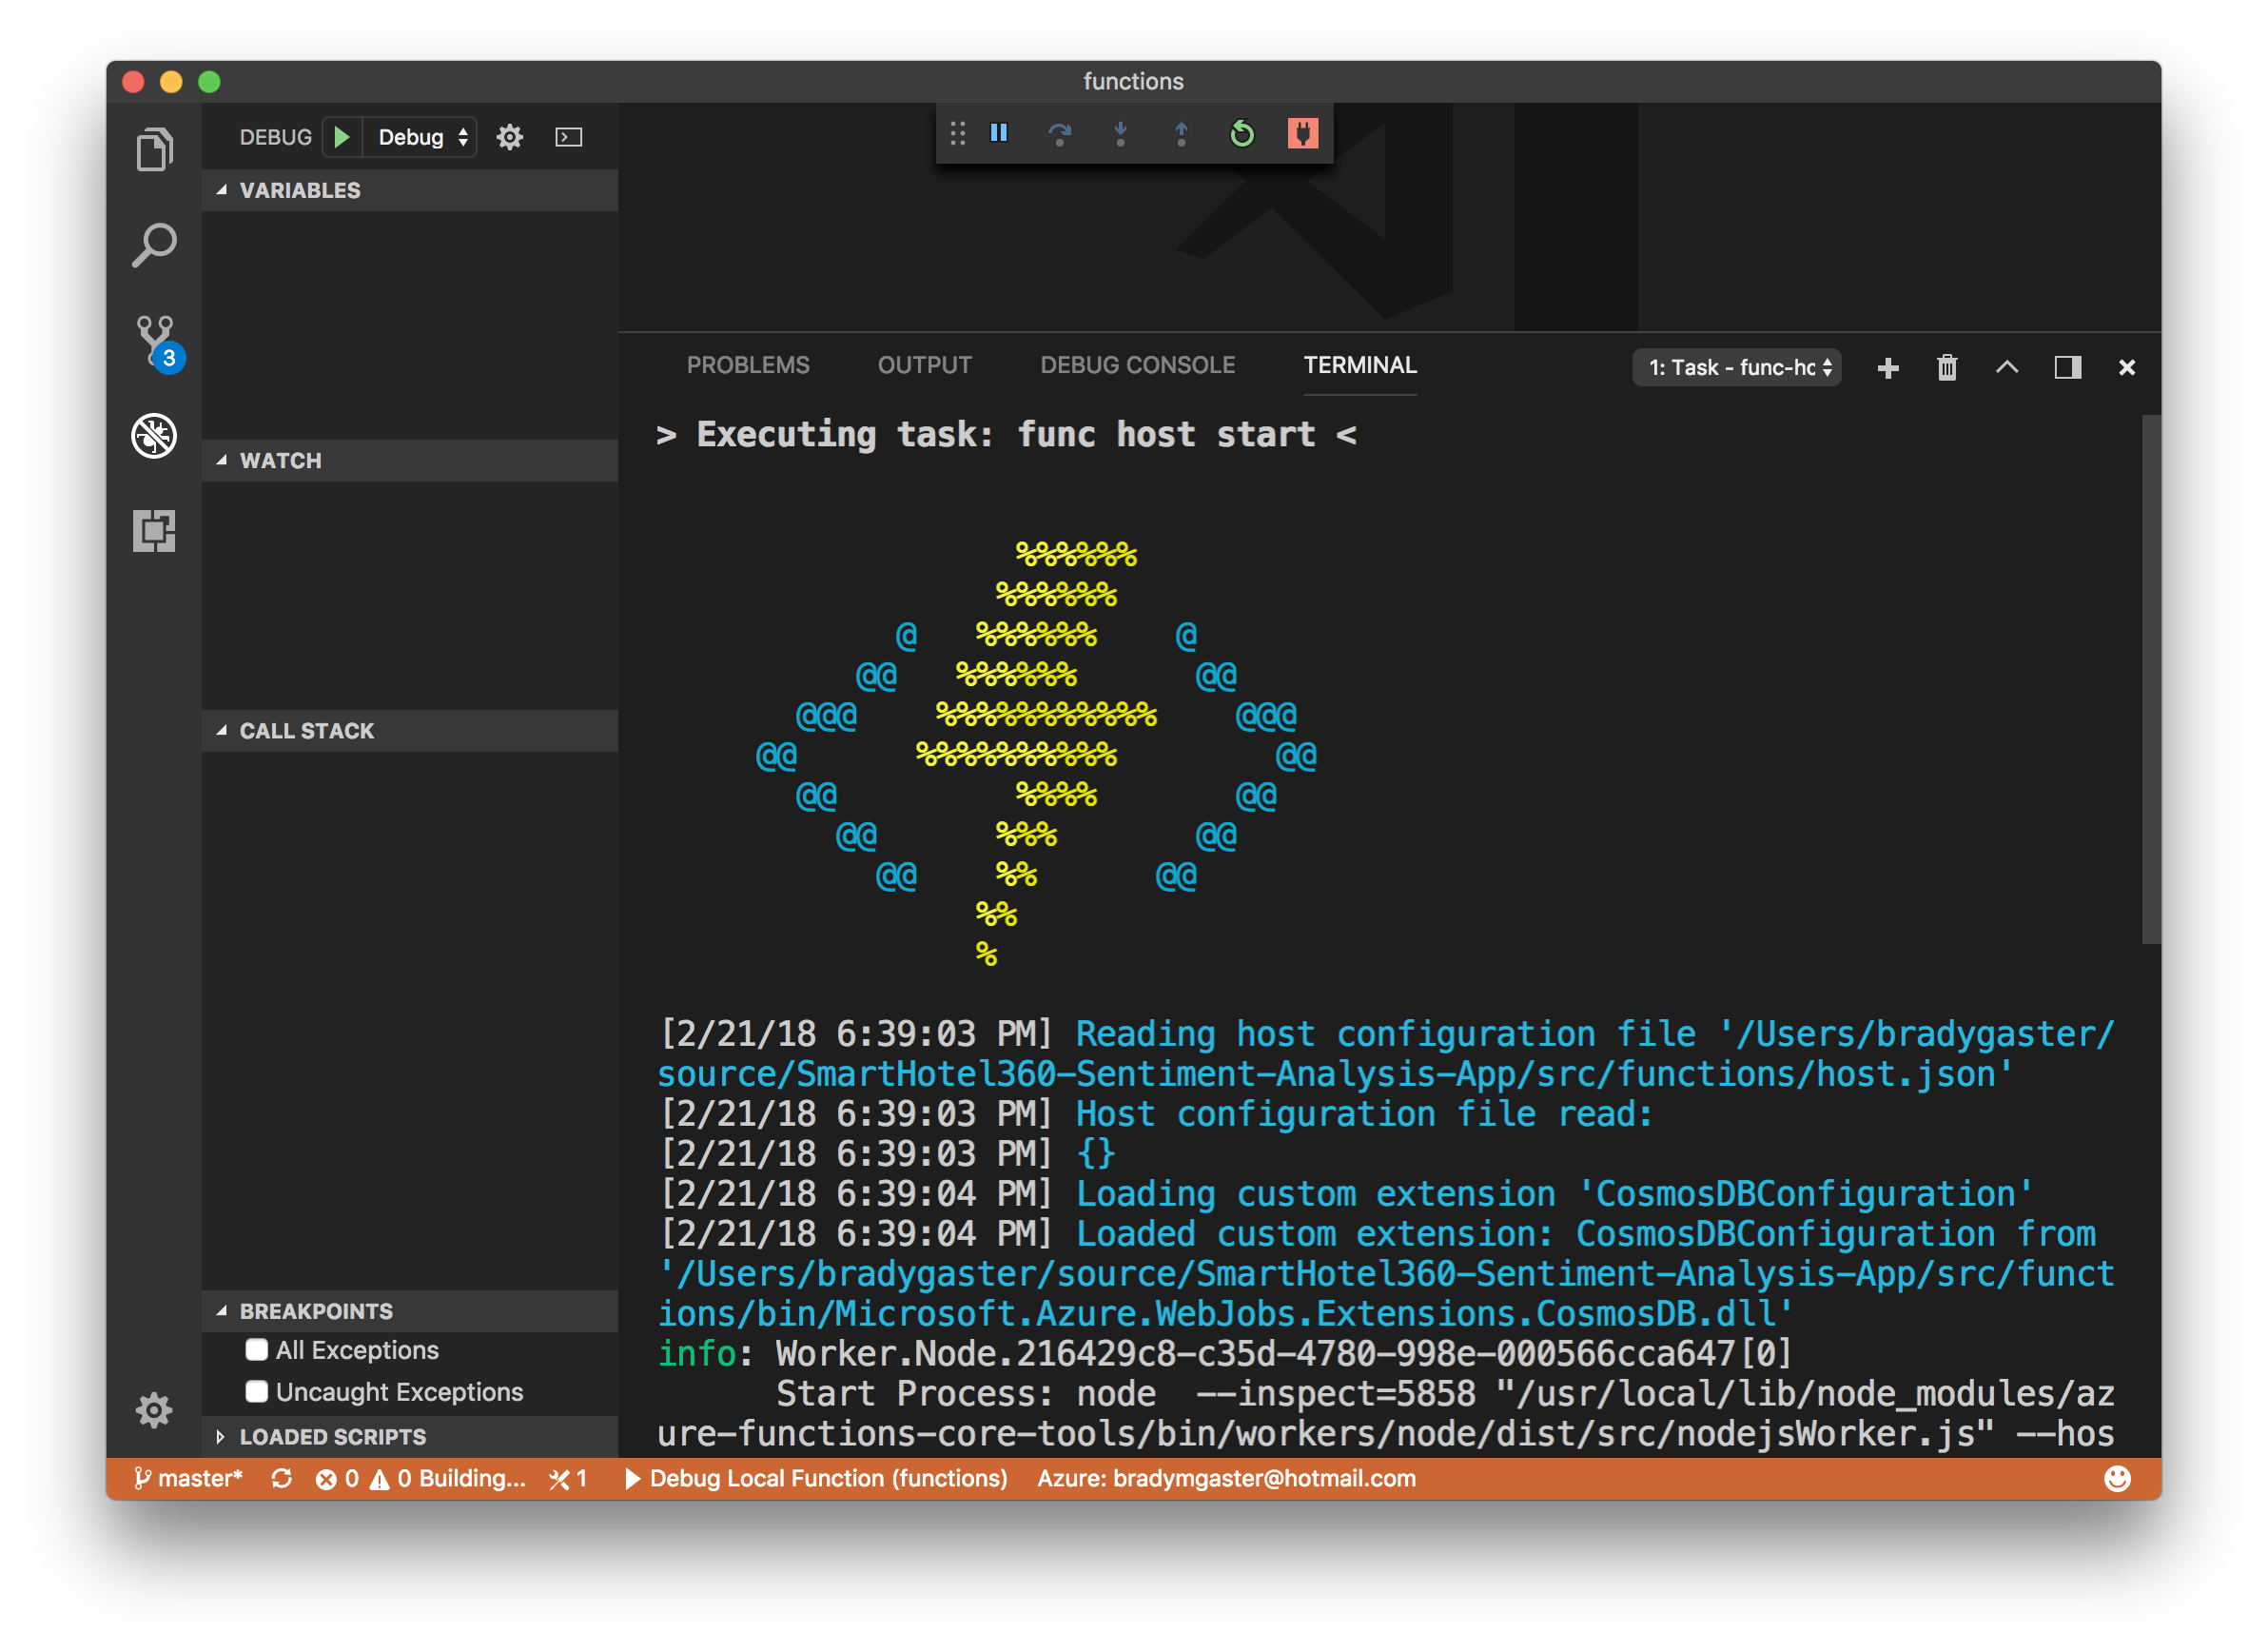 functions
DEBUG Debug
VARIABLES
3
WATCH
CALL STACK
BREAKPOINTS
All Exceptions
Uncaught Exceptions
LOADED SCRIPTS
PROBLEMS OUTPUT DEBUG CONSOLE TERMINAL 1: Task - func-hc
> Executing task: func host start <
%%%%%%
%%%%%%
@ %%%%%% @
@@ %%%%%% @@
@@@ %%%%%%%%%%% @@@
@@ %%%%%%%%%% @@
@@ %%%% @@
@@ %%% @@
@@ %% @@
%%
%
[2/21/18 6:39:03 PM] Reading host configuration file '/Users/bradygaster/
source/SmartHotel360-Sentiment-Analysis-App/src/functions/host.json'
[2/21/18 6:39:03 PM] Host configuration file read:
[2/21/18 6:39:03 PM] {}
[2/21/18 6:39:04 PM] Loading custom extension 'CosmosDBConfiguration'
[2/21/18 6:39:04 PM] Loaded custom extension: CosmosDBConfiguration from
'/Users/bradygaster/source/SmartHotel360-Sentiment-Analysis-App/src/funct
ions/bin/Microsoft.Azure.WebJobs.Extensions.CosmosDB.dll'
info: Worker.Node.216429c8-c35d-4780-998e-000566cca647[0]
Start Process: node --inspect=5858 "/usr/local/lib/node_modules/az
ure-functions-core-tools/bin/workers/node/dist/src/nodejsWorker.js" --hos
master* 0 0 Building... 1 Debug Local Function (functions) Azure: bradymgaster@hotmail.com